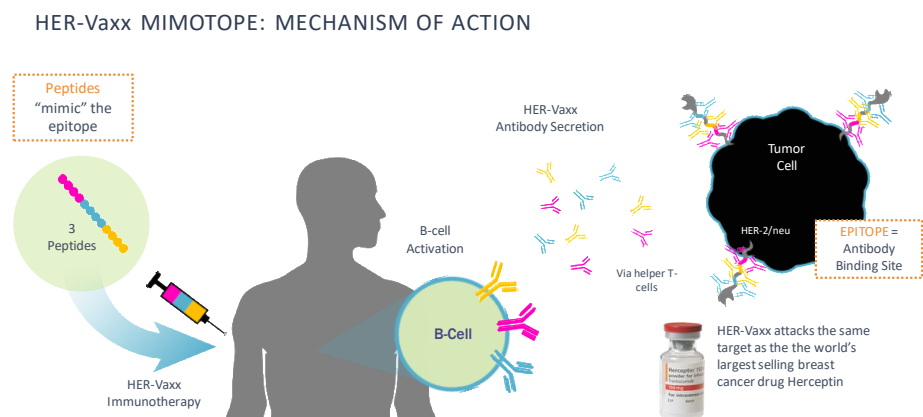 HER-Vaxx MIMOTOPE: MECHANISM OF ACTION
Peptides
“mimic” the
epitope
3
Peptides
HER-Vaxx
Immunotherapy
B-cell
Activation
B-Cell
HER-Vaxx
Antibody Secretion
Via helper T-
cells
Tumor
Cell
HER-2/neu
EPITOPE =
Antibody
Binding Site
Herceptin
HER-Vaxx attacks the same
target as the the world’s
largest selling breast
cancer drug Herceptin